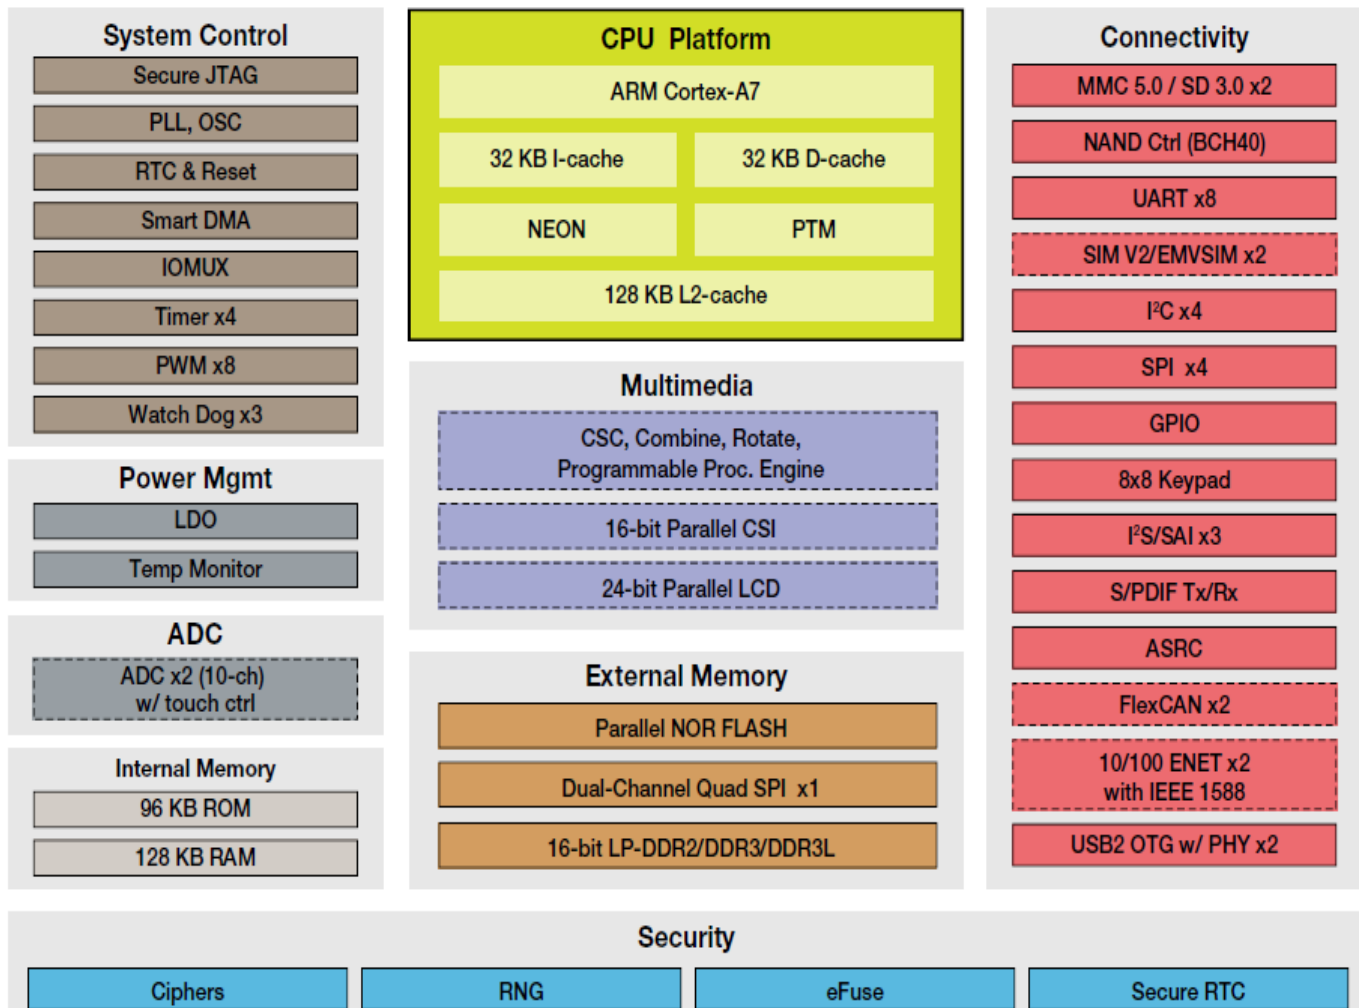 System Control
Secure JTAG
PLL, OSC
RTC & Reset
Smart DMA
IOMUX
Timer x4
PWM x8
Watch Dog x3
Power Mgmt
LDO
Temp Monitor
ADC
ADC x2 (10-ch)
w/ touch ctrl
Internal Memory
96 KB ROM
128 KB RAM
CPU Platform
ARM Cortex-A7
32 KB I-cache
32 KB D-cache
NEON
PTM
128 KB L2-cache
Multimedia
CSC, Combine, Rotate,
Programmable Proc. Engine
16-bit Parallel CSI
24-bit Parallel LCD
External Memory
Parallel NOR FLASH
Dual-Channel Quad SPI x1
16-bit LP-DDR2/DDR3/DDR3L
Connectivity
MMC 5.0 / SD 3.0 x2
NAND Ctrl (BCH40)
UART x8
SIM V2/EMVSIM x2
I²C x4
SPI x4
GPIO
8x8 Keypad
I²S/SAI x3
S/PDIF Tx/Rx
ASRC
FlexCAN x2
10/100 ENET x2
with IEEE 1588
USB2 OTG w/ PHY x2
Security
Ciphers
RNG
eFuse
Secure RTC